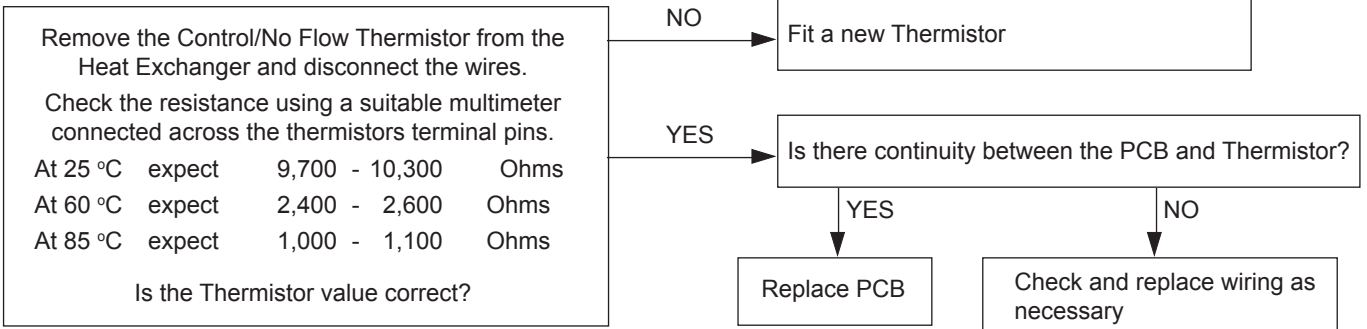 Remove the Control/No Flow Thermistor from the
Heat Exchanger and disconnect the wires.
Check the resistance using a suitable multimeter
connected across the thermistors terminal pins.
At 25 °C expect 9,700 - 10,300 Ohms
At 60 °C expect 2,400 - 2,600 Ohms
At 85 °C expect 1,000 - 1,100 Ohms
Is the Thermistor value correct?
NO
Fit a new Thermistor
YES
Is there continuity between the PCB and Thermistor?
YES
Replace PCB
NO
Check and replace wiring as
necessary